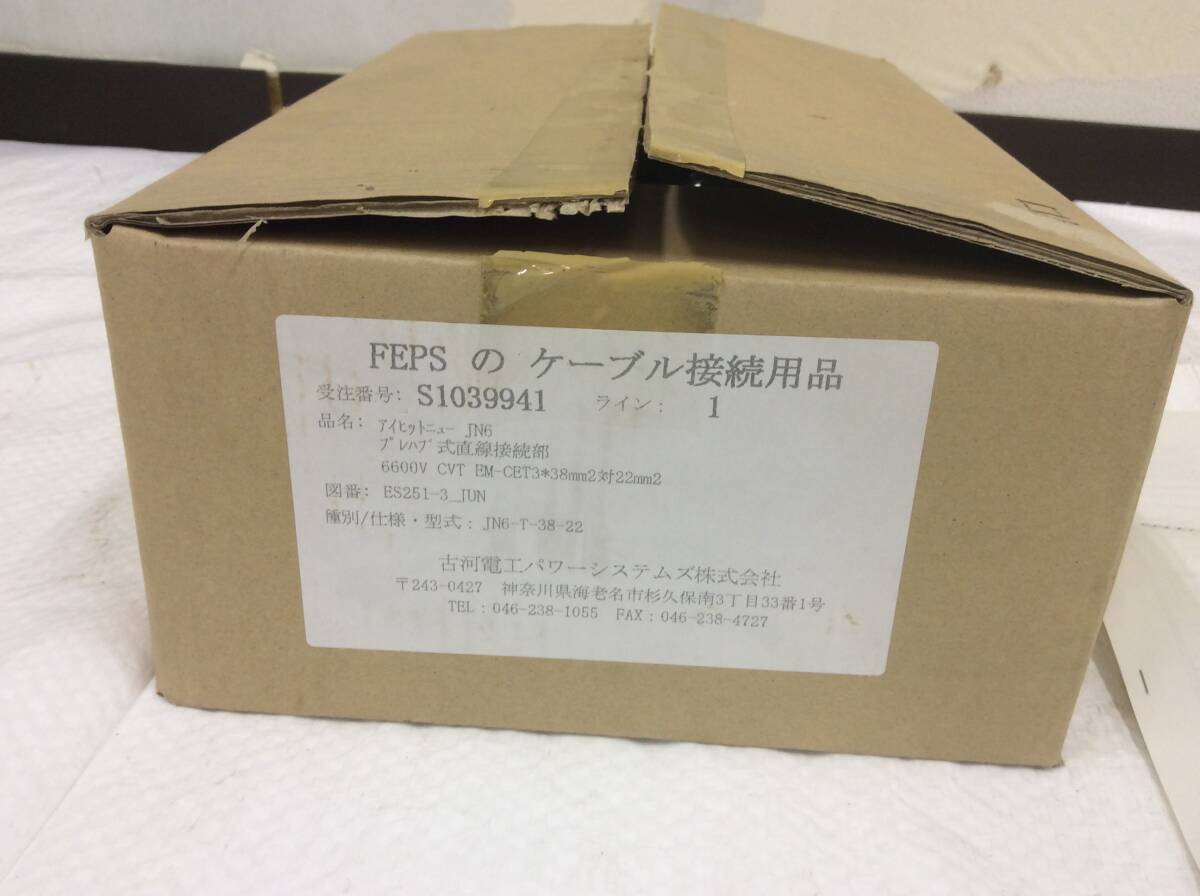 FEPS の ケーブル接続用品
受注番号: S1039941 ライン: 1
品名: ｱｲﾋｯﾄﾆｭｰ JN6
ﾌﾟﾚﾊﾌﾞ式直線接続部
6600V CVT EM-CET3*38mm2対22mm2
図番: ES251-3_JUN
種別/仕様・型式: JN6-T-38-22
古河電工パワーシステムズ株式会社
〒243-0427 神奈川県海老名市杉久保南3丁目33番1号
TEL:046-238-1055 FAX:046-238-4727